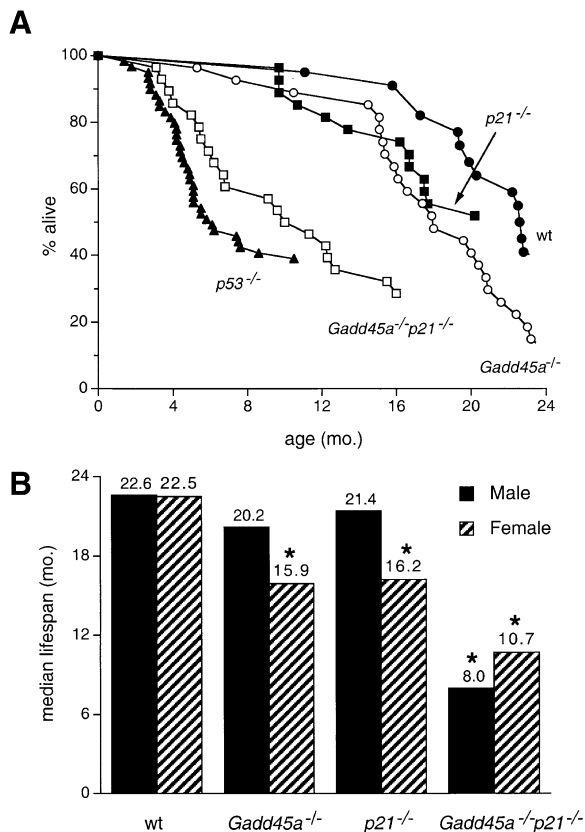 A
100
80
60
40
20
0
% alive
0 4 8 12 16 20 24
age (mo.)
p21-/-
wt
p53-/-
Gadd45a-/-p21-/-
Gadd45a-/-
B
24
18
12
6
0
median lifespan (mo.)
Male
Female
22.6 22.5
20.2
* 15.9
21.4
* 16.2
* 8.0
* 10.7
wt Gadd45a-/- p21-/- Gadd45a-/-p21-/-